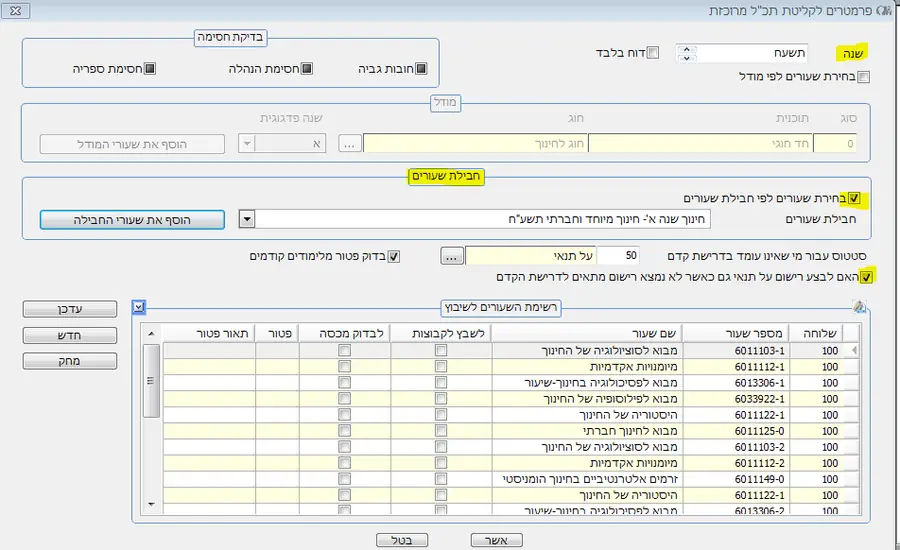 פרמטרים לקליטת תכ"ל מרוכזת
שנה תשעח דוח בלבד
בחירת שעורים לפי מודל
בדיקת חסימה
חובות גביה חסימת הנהלה חסימת ספריה
מודל
סוג תוכנית חוג שנה פדגוגית
0 חד חוגי חוג לחינוך ... א הוסף את שעורי המודל
חבילת שעורים
בחירת שעורים לפי חבילת שעורים
חבילת שעורים חינוך שנה א'- חינוך מיוחד וחברתי תשע"ח הוסף את שעורי החבילה
סטטוס עבור מי שאינו עומד בדרישת קדם 50 על תנאי ... בדוק פטור מלימודים קודמים
האם לבצע רישום על תנאי גם כאשר לא נמצא רישום מתאים לדרישת הקדם
רשימת השעורים לשיבוץ
שלוחה מספר שעור שם שעור לשבץ לקבוצות לבדוק מכסה פטור תאור פטור
100 6011103-1 מבוא לסוציולוגיה של החינוך
100 6011112-1 מיומנויות אקדמיות
100 6013306-1 מבוא לפסיכולוגיה בחינוך-שיעור
100 6033922-1 מבוא לפילוסופיה של החינוך
100 6011122-1 היסטוריה של החינוך
100 6011125-0 מבוא לחינוך חברתי
100 6011103-2 מבוא לסוציולוגיה של החינוך
100 6011112-2 מיומנויות אקדמיות
100 6011149-0 זרמים אלטרנטיביים בחינוך הומניסטי
100 6011122-1 היסטוריה של החינוך
100 6013306-2 מבוא לפסיכולוגיה בחינוך-שיעור
עדכן
חדש
מחק
אשר בטל